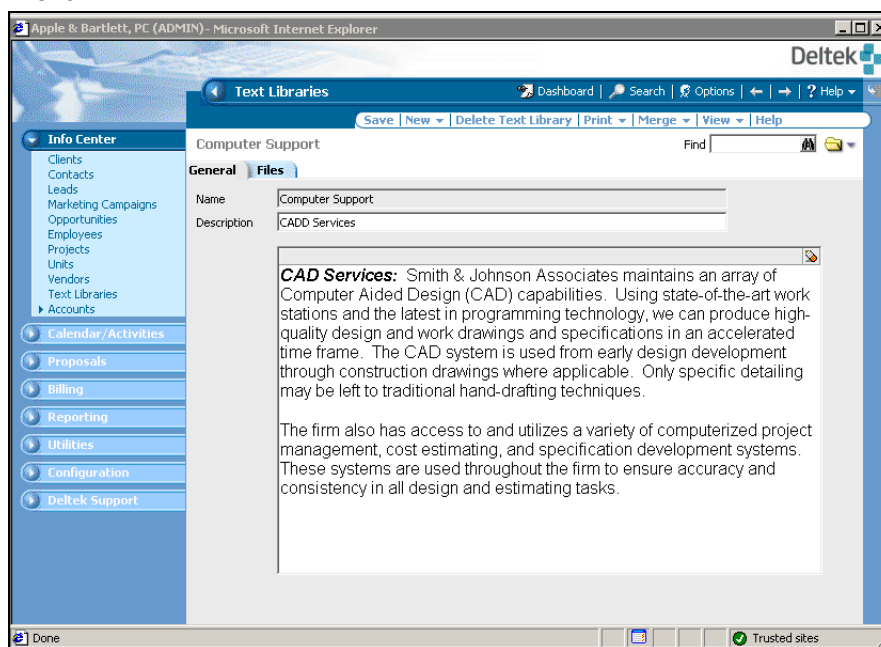 Apple & Bartlett, PC (ADMIN) - Microsoft Internet Explorer
Deltek
Text Libraries
Dashboard | Search | Options | ← | → | ? Help
Save | New | Delete Text Library | Print | Merge | View | Help
Info Center
Clients
Contacts
Leads
Marketing Campaigns
Opportunities
Employees
Projects
Units
Vendors
Text Libraries
Accounts
Calendar/Activities
Proposals
Billing
Reporting
Utilities
Configuration
Deltek Support
Computer Support
Find
General
Files
Name
Computer Support
Description
CADD Services
CAD Services: Smith & Johnson Associates maintains an array of
Computer Aided Design (CAD) capabilities. Using state-of-the-art work
stations and the latest in programming technology, we can produce high-
quality design and work drawings and specifications in an accelerated
time frame. The CAD system is used from early design development
through construction drawings where applicable. Only specific detailing
may be left to traditional hand-drafting techniques.
The firm also has access to and utilizes a variety of computerized project
management, cost estimating, and specification development systems.
These systems are used throughout the firm to ensure accuracy and
consistency in all design and estimating tasks.
Done
Trusted sites